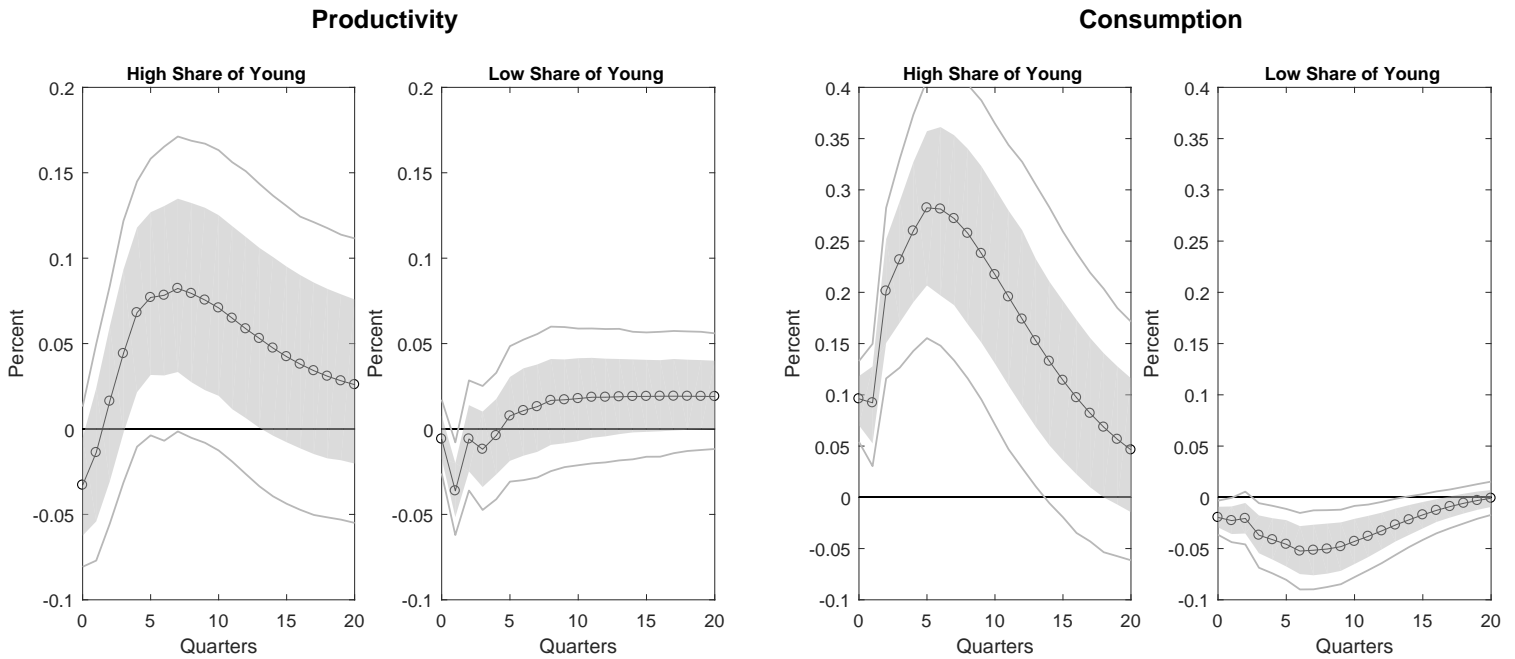 Productivity
Consumption
High Share of Young
Low Share of Young
High Share of Young
Low Share of Young
0.2
0.15
0.1
0.05
0
-0.05
-0.1
Percent
0 5 10 15 20
Quarters
0.2
0.15
0.1
0.05
0
-0.05
-0.1
Percent
0 5 10 15 20
Quarters
0.4
0.35
0.3
0.25
0.2
0.15
0.1
0.05
0
-0.05
-0.1
Percent
0 5 10 15 20
Quarters
0.4
0.35
0.3
0.25
0.2
0.15
0.1
0.05
0
-0.05
-0.1
Percent
0 5 10 15 20
Quarters